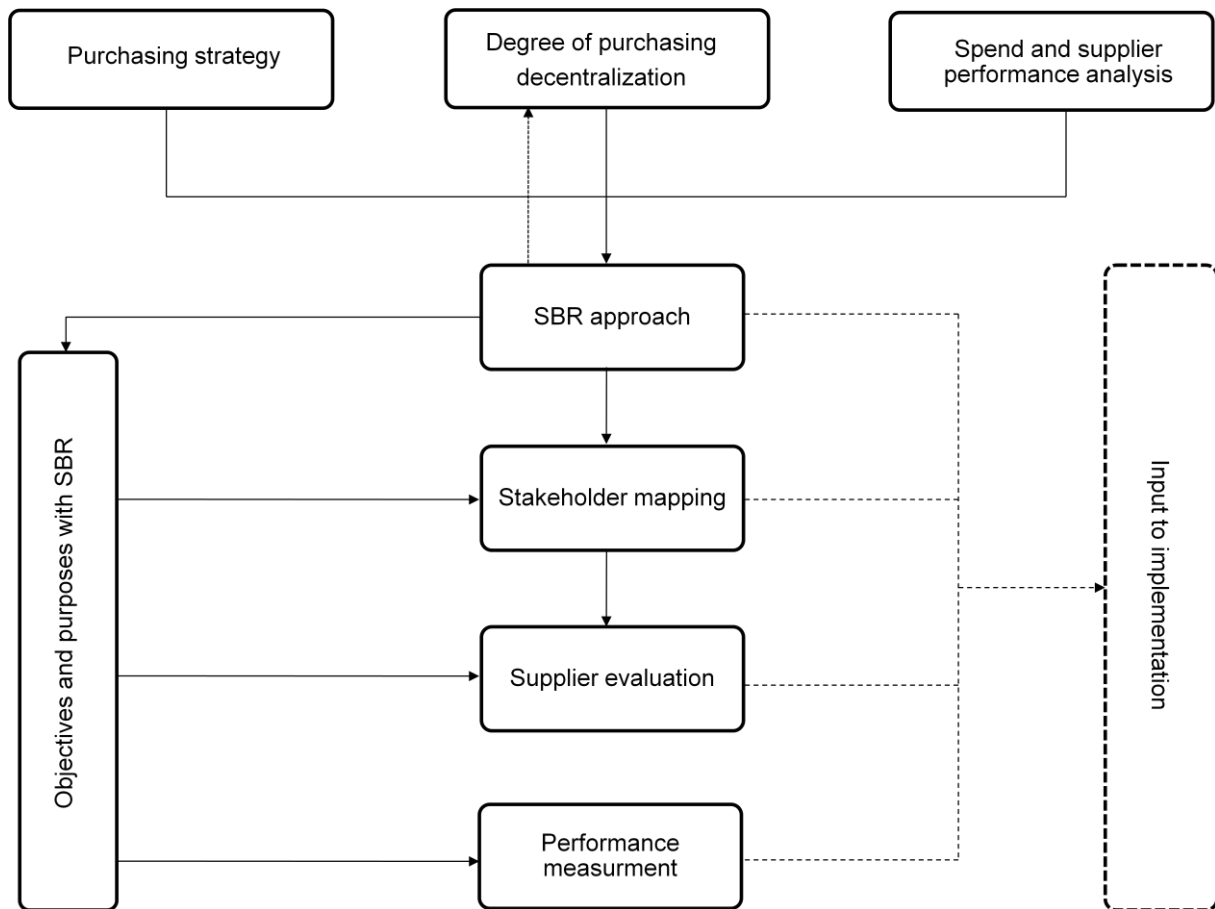 Purchasing strategy
Degree of purchasing
decentralization
Spend and supplier
performance analysis
SBR approach
Objectives and purposes with SBR
Stakeholder mapping
Input to implementation
Supplier evaluation
Performance
measurment